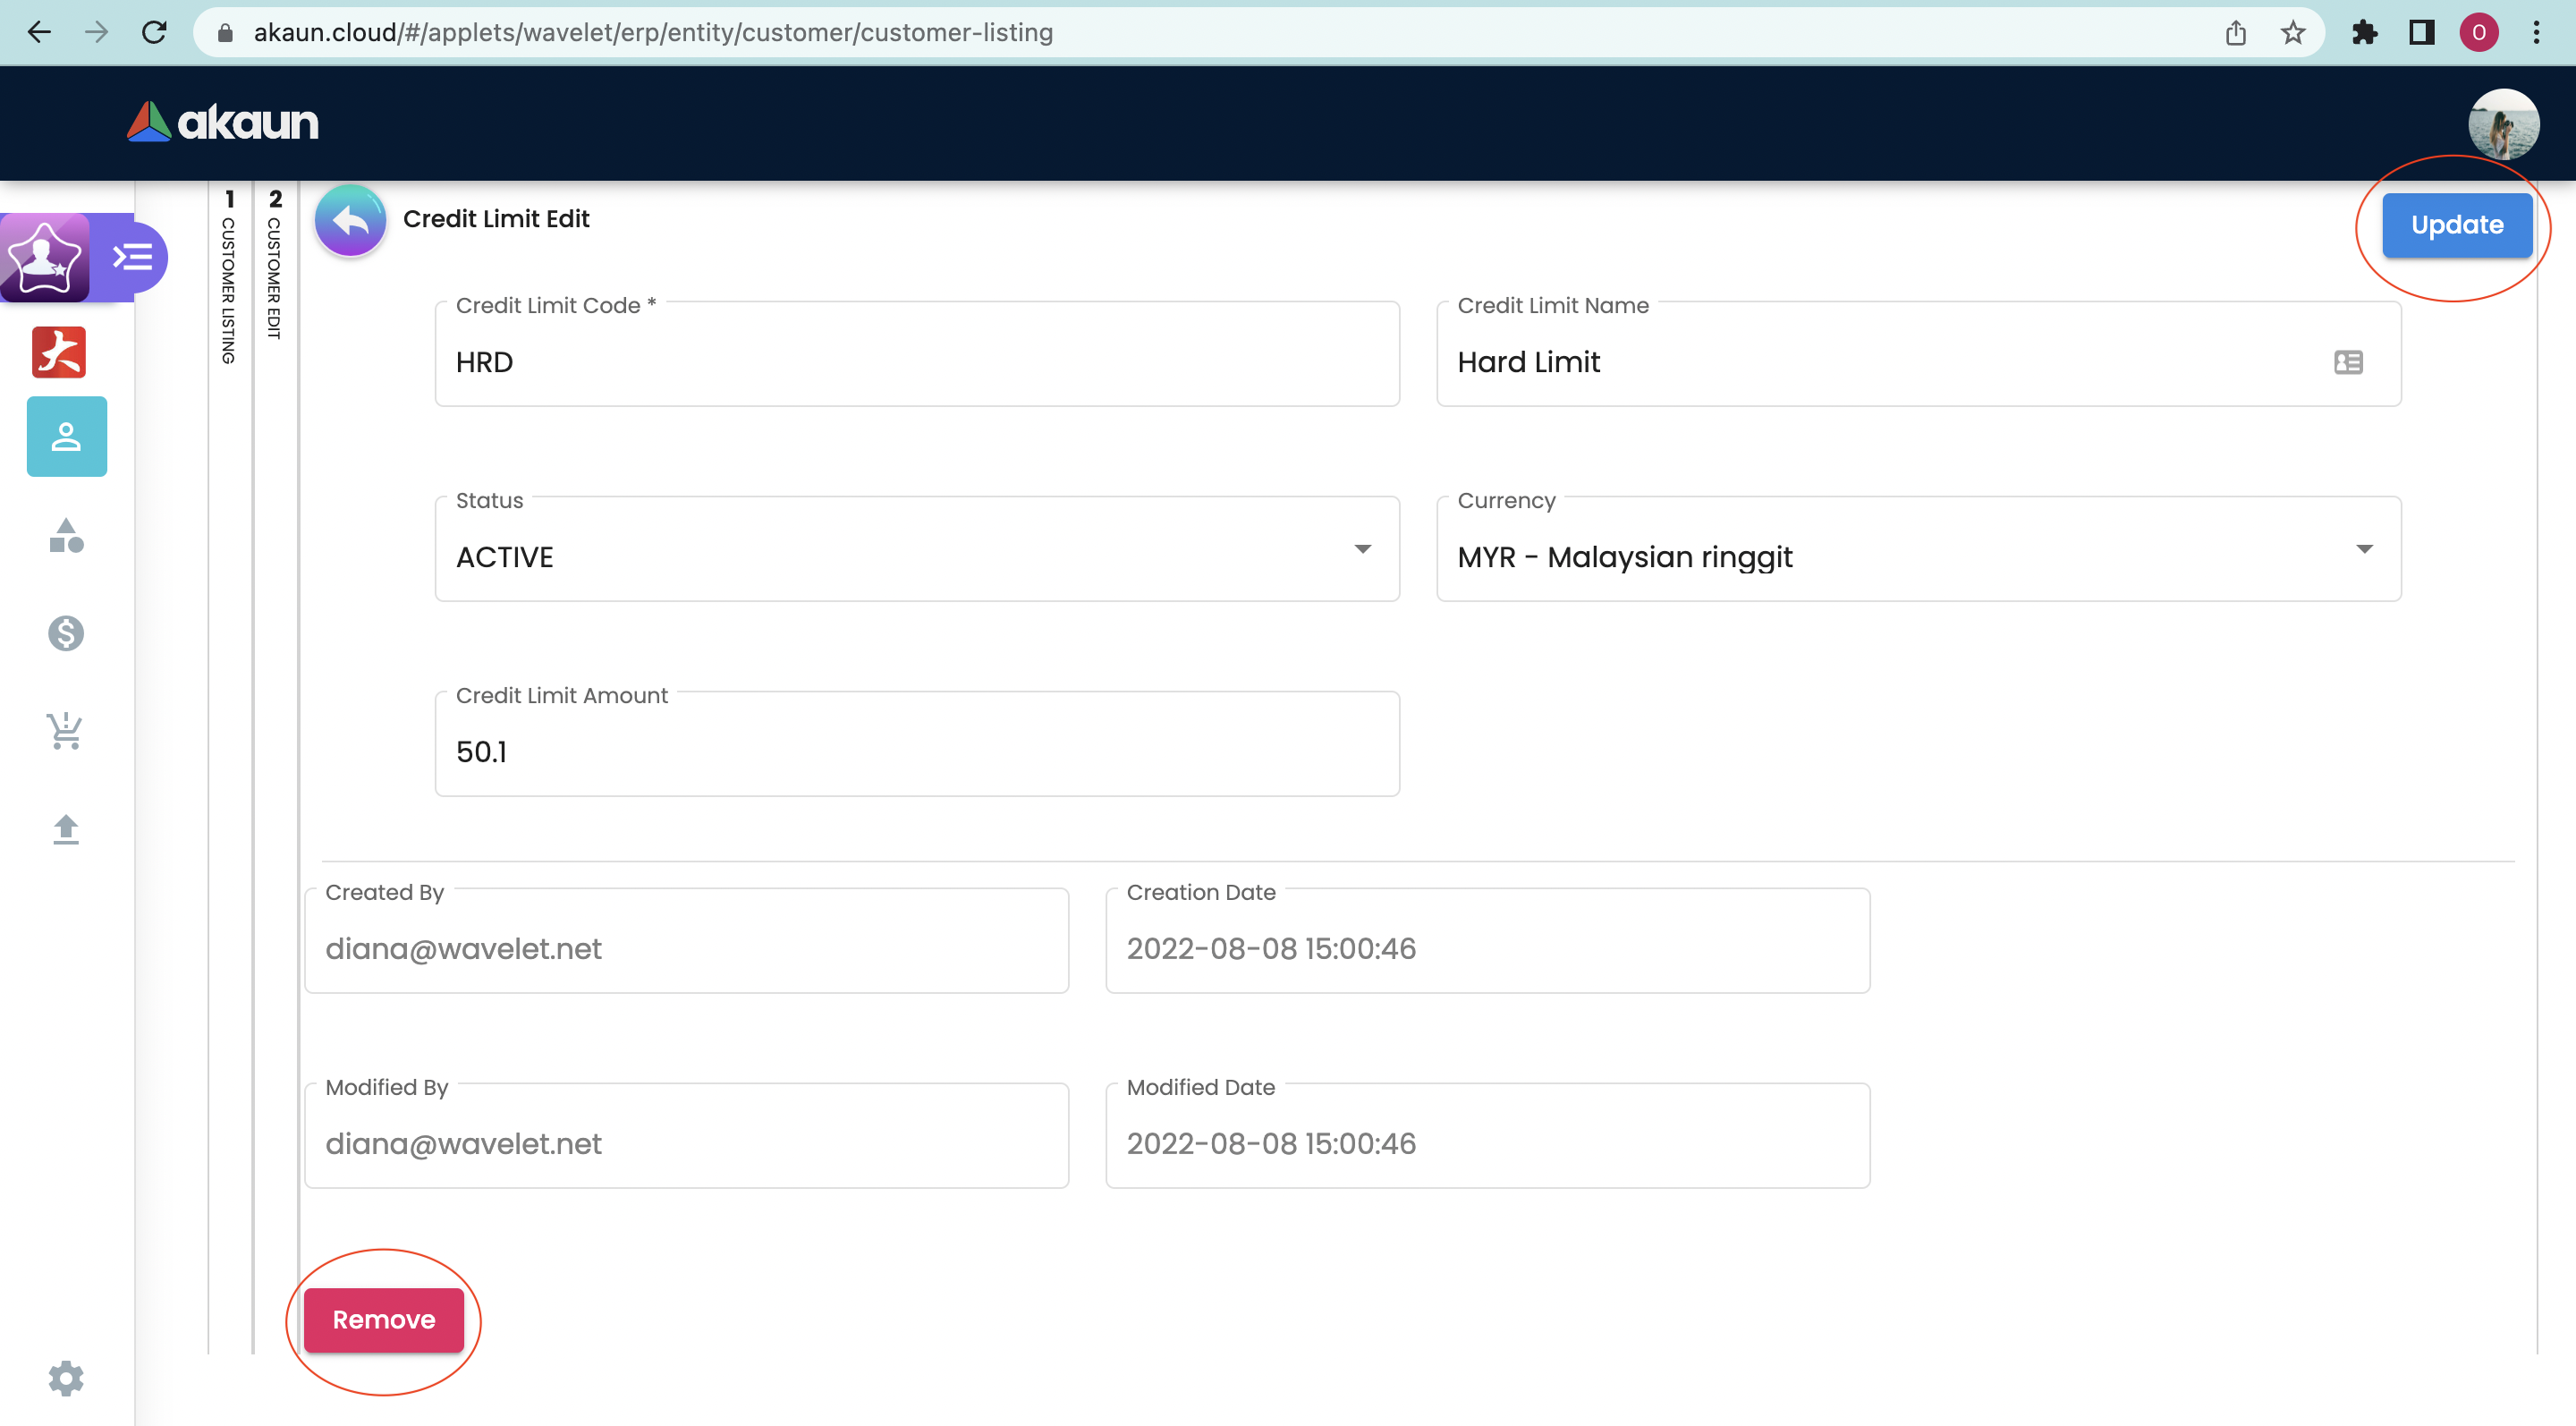 akaun.cloud/#/applets/wavelet/erp/entity/customer/customer-listing
O
akaun
1
CUSTOMER LISTING
2
CUSTOMER EDIT
Credit Limit Edit
Update
Credit Limit Code *
HRD
Credit Limit Name
Hard Limit
Status
ACTIVE
Currency
MYR - Malaysian ringgit
Credit Limit Amount
50.1
Created By
diana@wavelet.net
Creation Date
2022-08-08 15:00:46
Modified By
diana@wavelet.net
Modified Date
2022-08-08 15:00:46
Remove